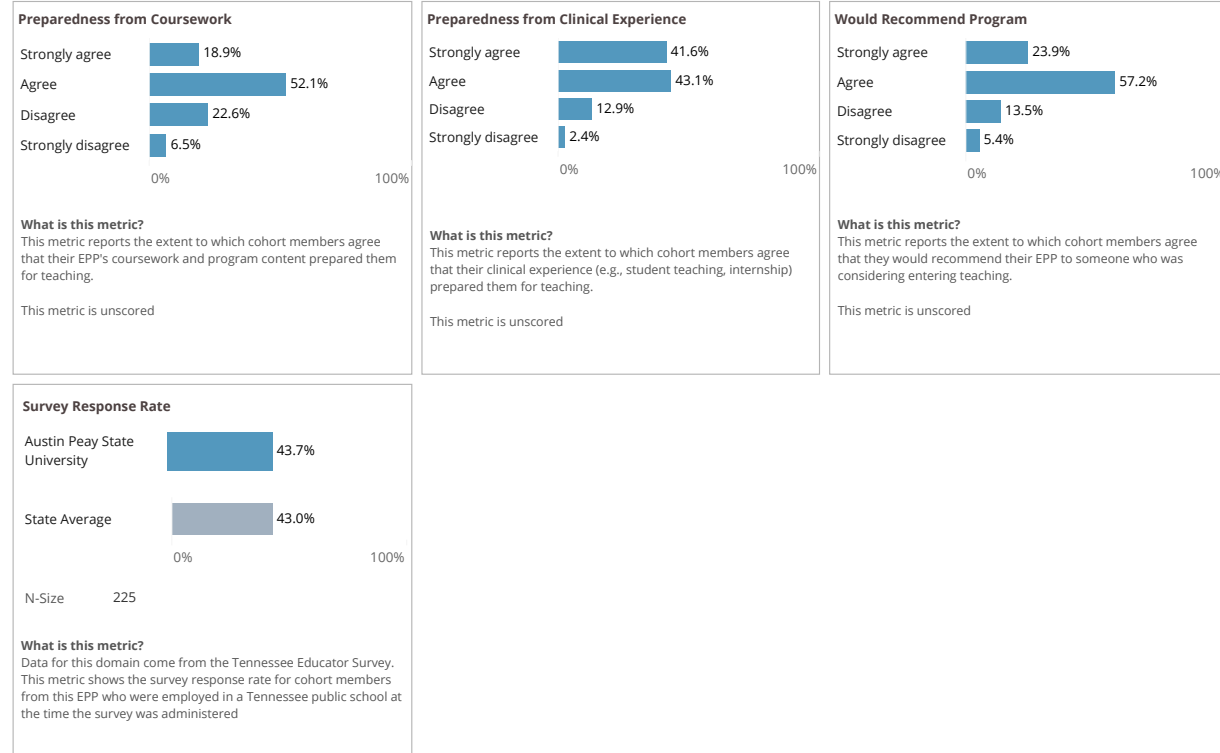 Preparedness from Coursework
Strongly agree 18.9%
Agree 52.1%
Disagree 22.6%
Strongly disagree 6.5%
0% 100%
What is this metric?
This metric reports the extent to which cohort members agree
that their EPP's coursework and program content prepared them
for teaching.
This metric is unscored
Preparedness from Clinical Experience
Strongly agree 41.6%
Agree 43.1%
Disagree 12.9%
Strongly disagree 2.4%
0% 100%
What is this metric?
This metric reports the extent to which cohort members agree
that their clinical experience (e.g., student teaching, internship)
prepared them for teaching.
This metric is unscored
Would Recommend Program
Strongly agree 23.9%
Agree 57.2%
Disagree 13.5%
Strongly disagree 5.4%
0% 100%
What is this metric?
This metric reports the extent to which cohort members agree
that they would recommend their EPP to someone who was
considering entering teaching.
This metric is unscored
Survey Response Rate
Austin Peay State
University
43.7%
State Average 43.0%
0% 100%
N-Size 225
What is this metric?
Data for this domain come from the Tennessee Educator Survey.
This metric shows the survey response rate for cohort members
from this EPP who were employed in a Tennessee public school at
the time the survey was administered